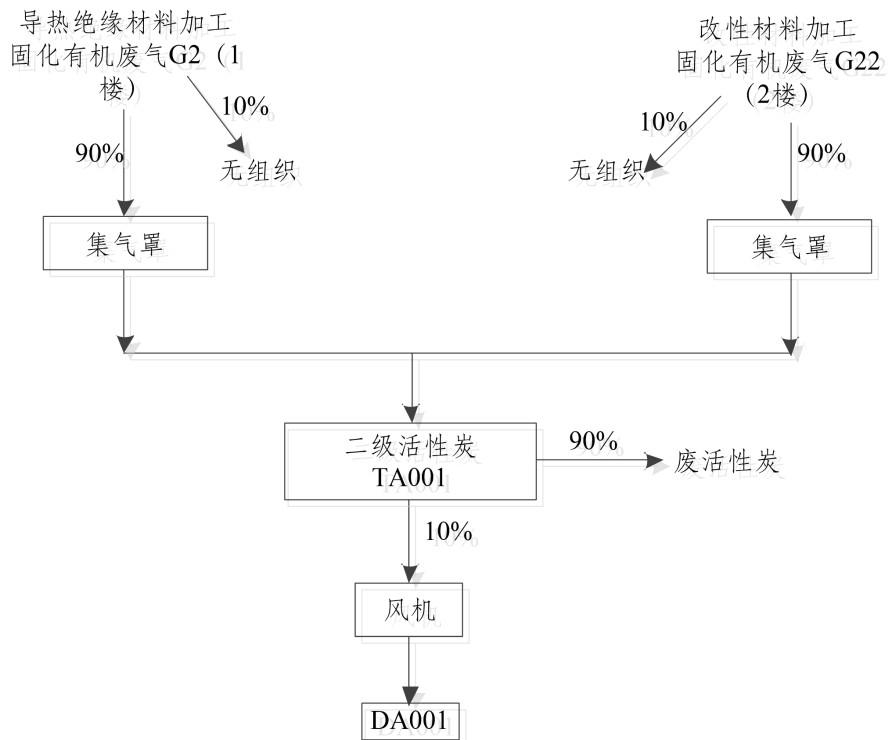 导热绝缘材料加工
固化有机废气G2（1
楼）
改性材料加工
固化有机废气G22
（2楼）
10%
90%
无组织
10%
90%
无组织
集气罩
集气罩
二级活性炭
TA001
90%
废活性炭
10%
风机
DA001